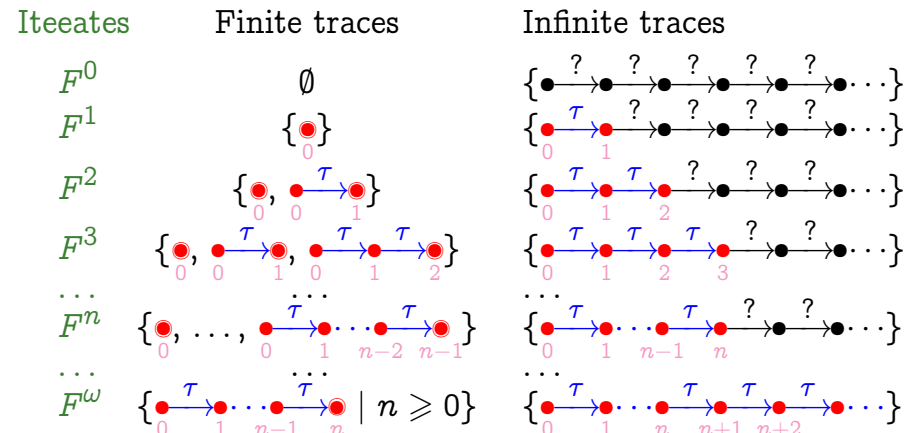 Iteeates Finite traces Infinite traces
F^0 ∅ { ? ? ? ? ? ··· }
F^1 { 0 } { 0 τ 1 ? ? ? ? ··· }
F^2 { 0 , 0 τ 1 } { 0 τ 1 τ 2 ? ? ? ··· }
F^3 { 0 , 0 τ 1 , 0 τ 1 τ 2 } { 0 τ 1 τ 2 τ 3 ? ? ··· }
... ... ...
F^n { 0 , ..., 0 τ 1 ··· n−2 τ n−1 } { 0 τ 1 ··· n−1 τ n ? ? ··· }
... ... ...
F^ω { 0 τ 1 ··· n−1 τ n | n ⩾ 0} { 0 τ 1 ··· n τ n+1 τ n+2 τ ··· }